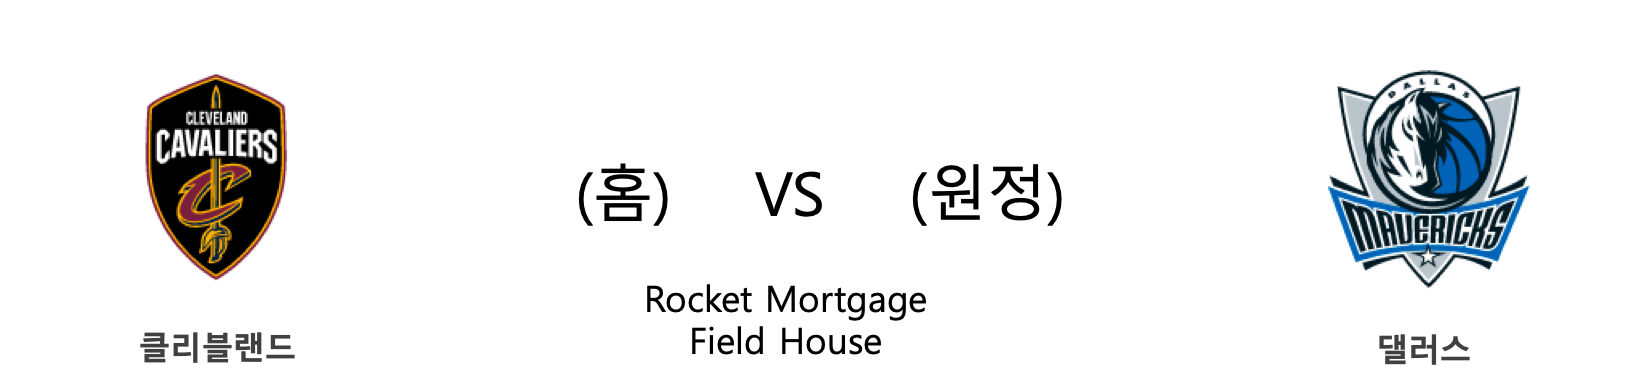 CLEVELAND
CAVALIERS
DALLAS
MAVERICKS
(홈) VS (원정)
Rocket Mortgage
Field House
클리블랜드
댈러스